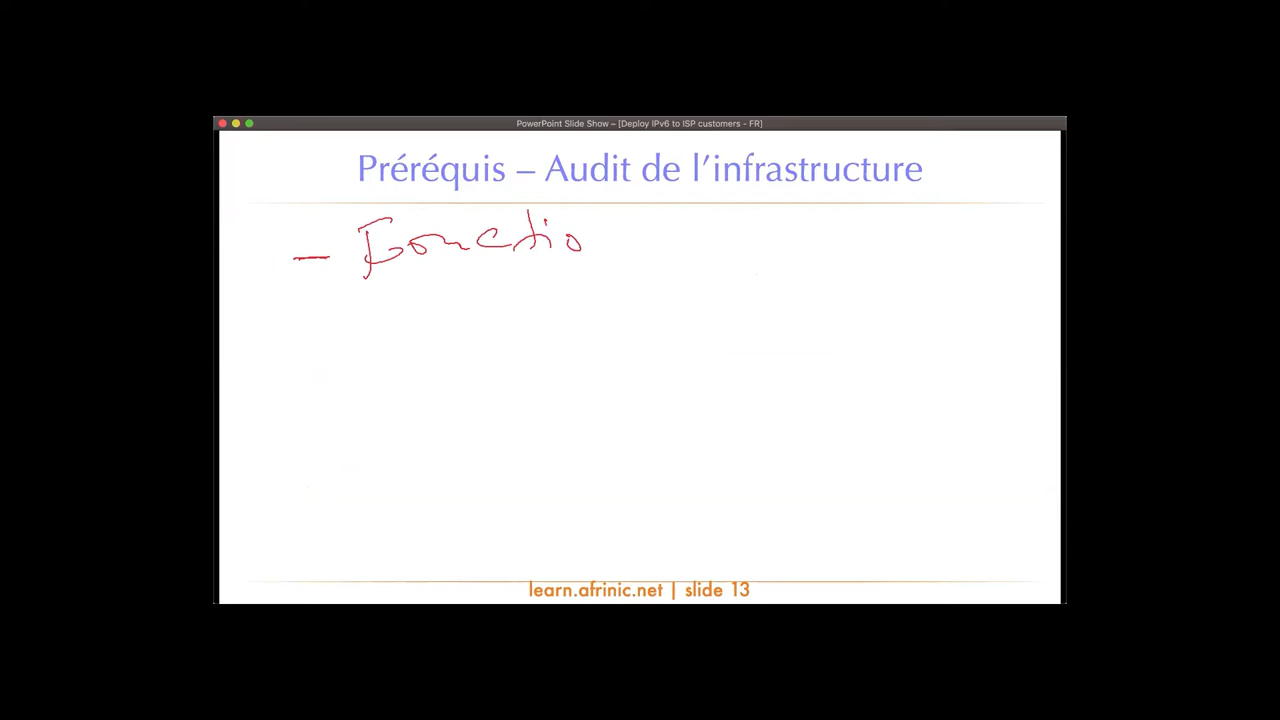 PowerPoint Slide Show – [Deploy IPv6 to ISP customers - FR]
Préréquis – Audit de l’infrastructure
– Fonctio
learn.afrinic.net | slide 13